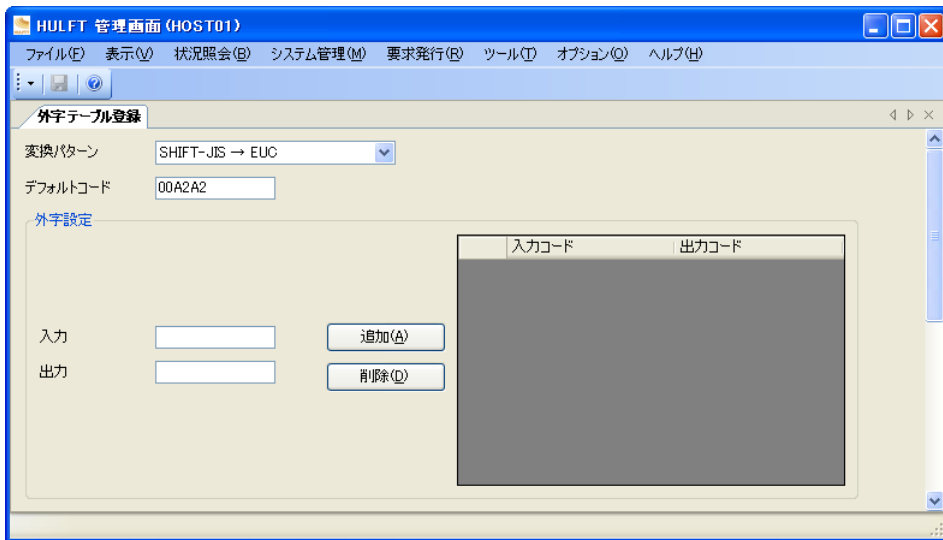 HULFT 管理画面 (HOST01)
ファイル(F) 表示(V) 状況照会(B) システム管理(M) 要求発行(R) ツール(T) オプション(O) ヘルプ(H)
外字テーブル登録
変換パターン SHIFT-JIS → EUC
デフォルトコード 00A2A2
外字設定
入力コード 出力コード
入力 追加(A)
出力 削除(D)